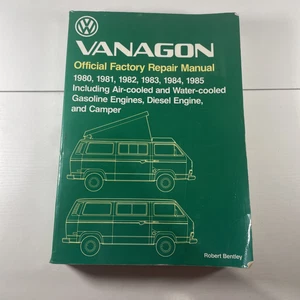 VANAGON
Official Factory Repair Manual
1980, 1981, 1982, 1983, 1984, 1985
Including Air-cooled and Water-cooled
Gasoline Engines, Diesel Engine,
and Camper
Robert Bentley